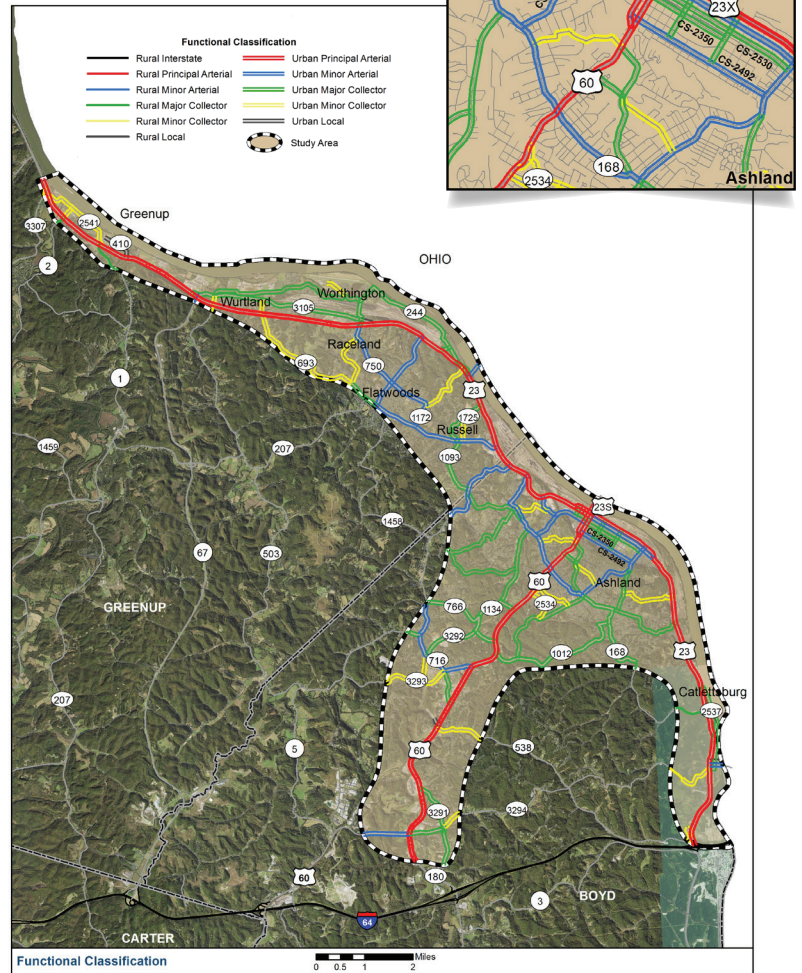 23X
CS-2350
CS-2530
CS-2492
60
168
2534
Ashland
Functional Classification
Rural Interstate
Rural Principal Arterial
Rural Minor Arterial
Rural Major Collector
Rural Minor Collector
Rural Local
Urban Principal Arterial
Urban Minor Arterial
Urban Major Collector
Urban Minor Collector
Urban Local
Study Area
Greenup
3307
2541
410
2
OHIO
Wurtland
Worthington
3105
244
Raceland
693
750
1
Flatwoods
23
1172
1725
Russell
1459
207
1093
23S
1458
CS-2350
67
503
CS-2492
60
Ashland
GREENUP
766
1134
2534
3292
716
1012
168
23
3293
207
Catlettsburg
2537
5
60
538
3291
3294
60
180
3
BOYD
64
CARTER
Functional Classification
Miles
0 0.5 1 2